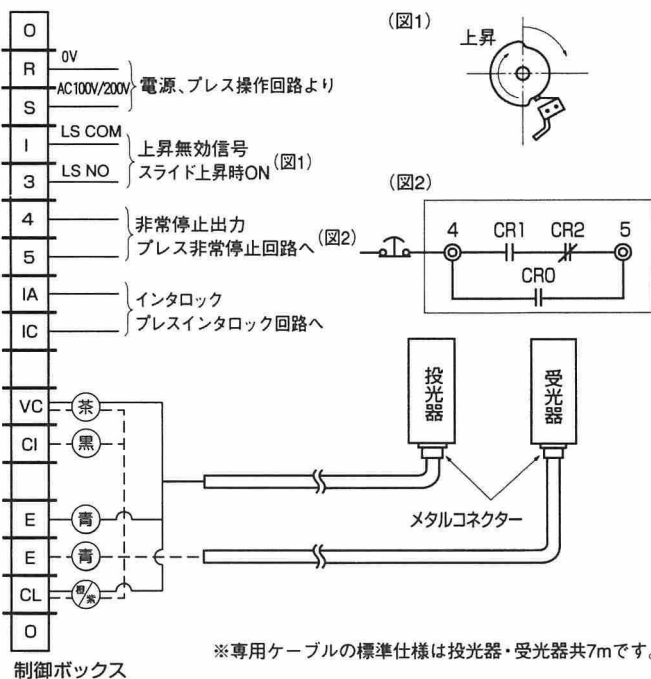 O
R
S
I
3
4
5
IA
IC
VC
CI
E
E
CL
O
制御ボックス
0V
AC100V/200V
電源、プレス操作回路より
LS COM
LS NO
上昇無効信号
スライド上昇時ON(図1)
非常停止出力
プレス非常停止回路へ(図2)
インタロック
プレスインタロック回路へ
茶
黒
青
青
橙/紫
(図1)
上昇
(図2)
4 CR1 CR2 5
CR0
投光器
受光器
メタルコネクター
※専用ケーブルの標準仕様は投光器・受光器共7mです。